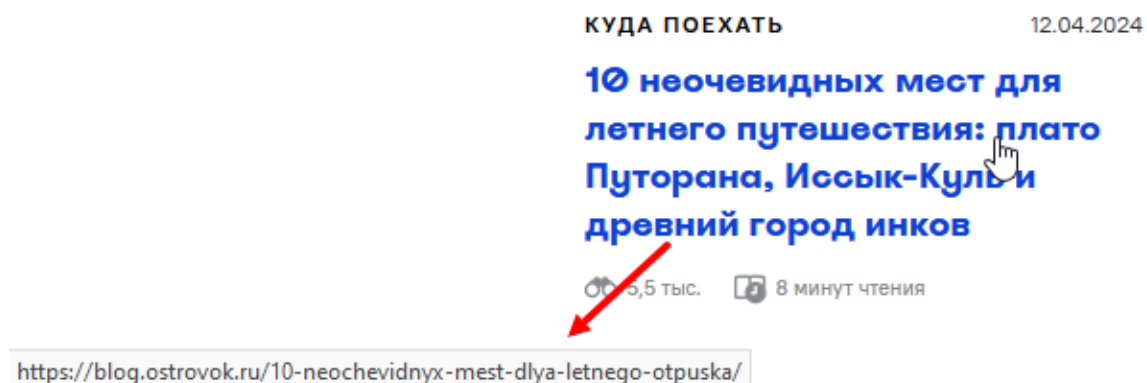 КУДА ПОЕХАТЬ 12.04.2024
10 неочевидных мест для
летнего путешествия: плато
Путорана, Иссык-Куль и
древний город инков
5,5 тыс. 8 минут чтения
https://blog.ostrovok.ru/10-neochevidnyx-mest-dlya-letnego-otpuska/